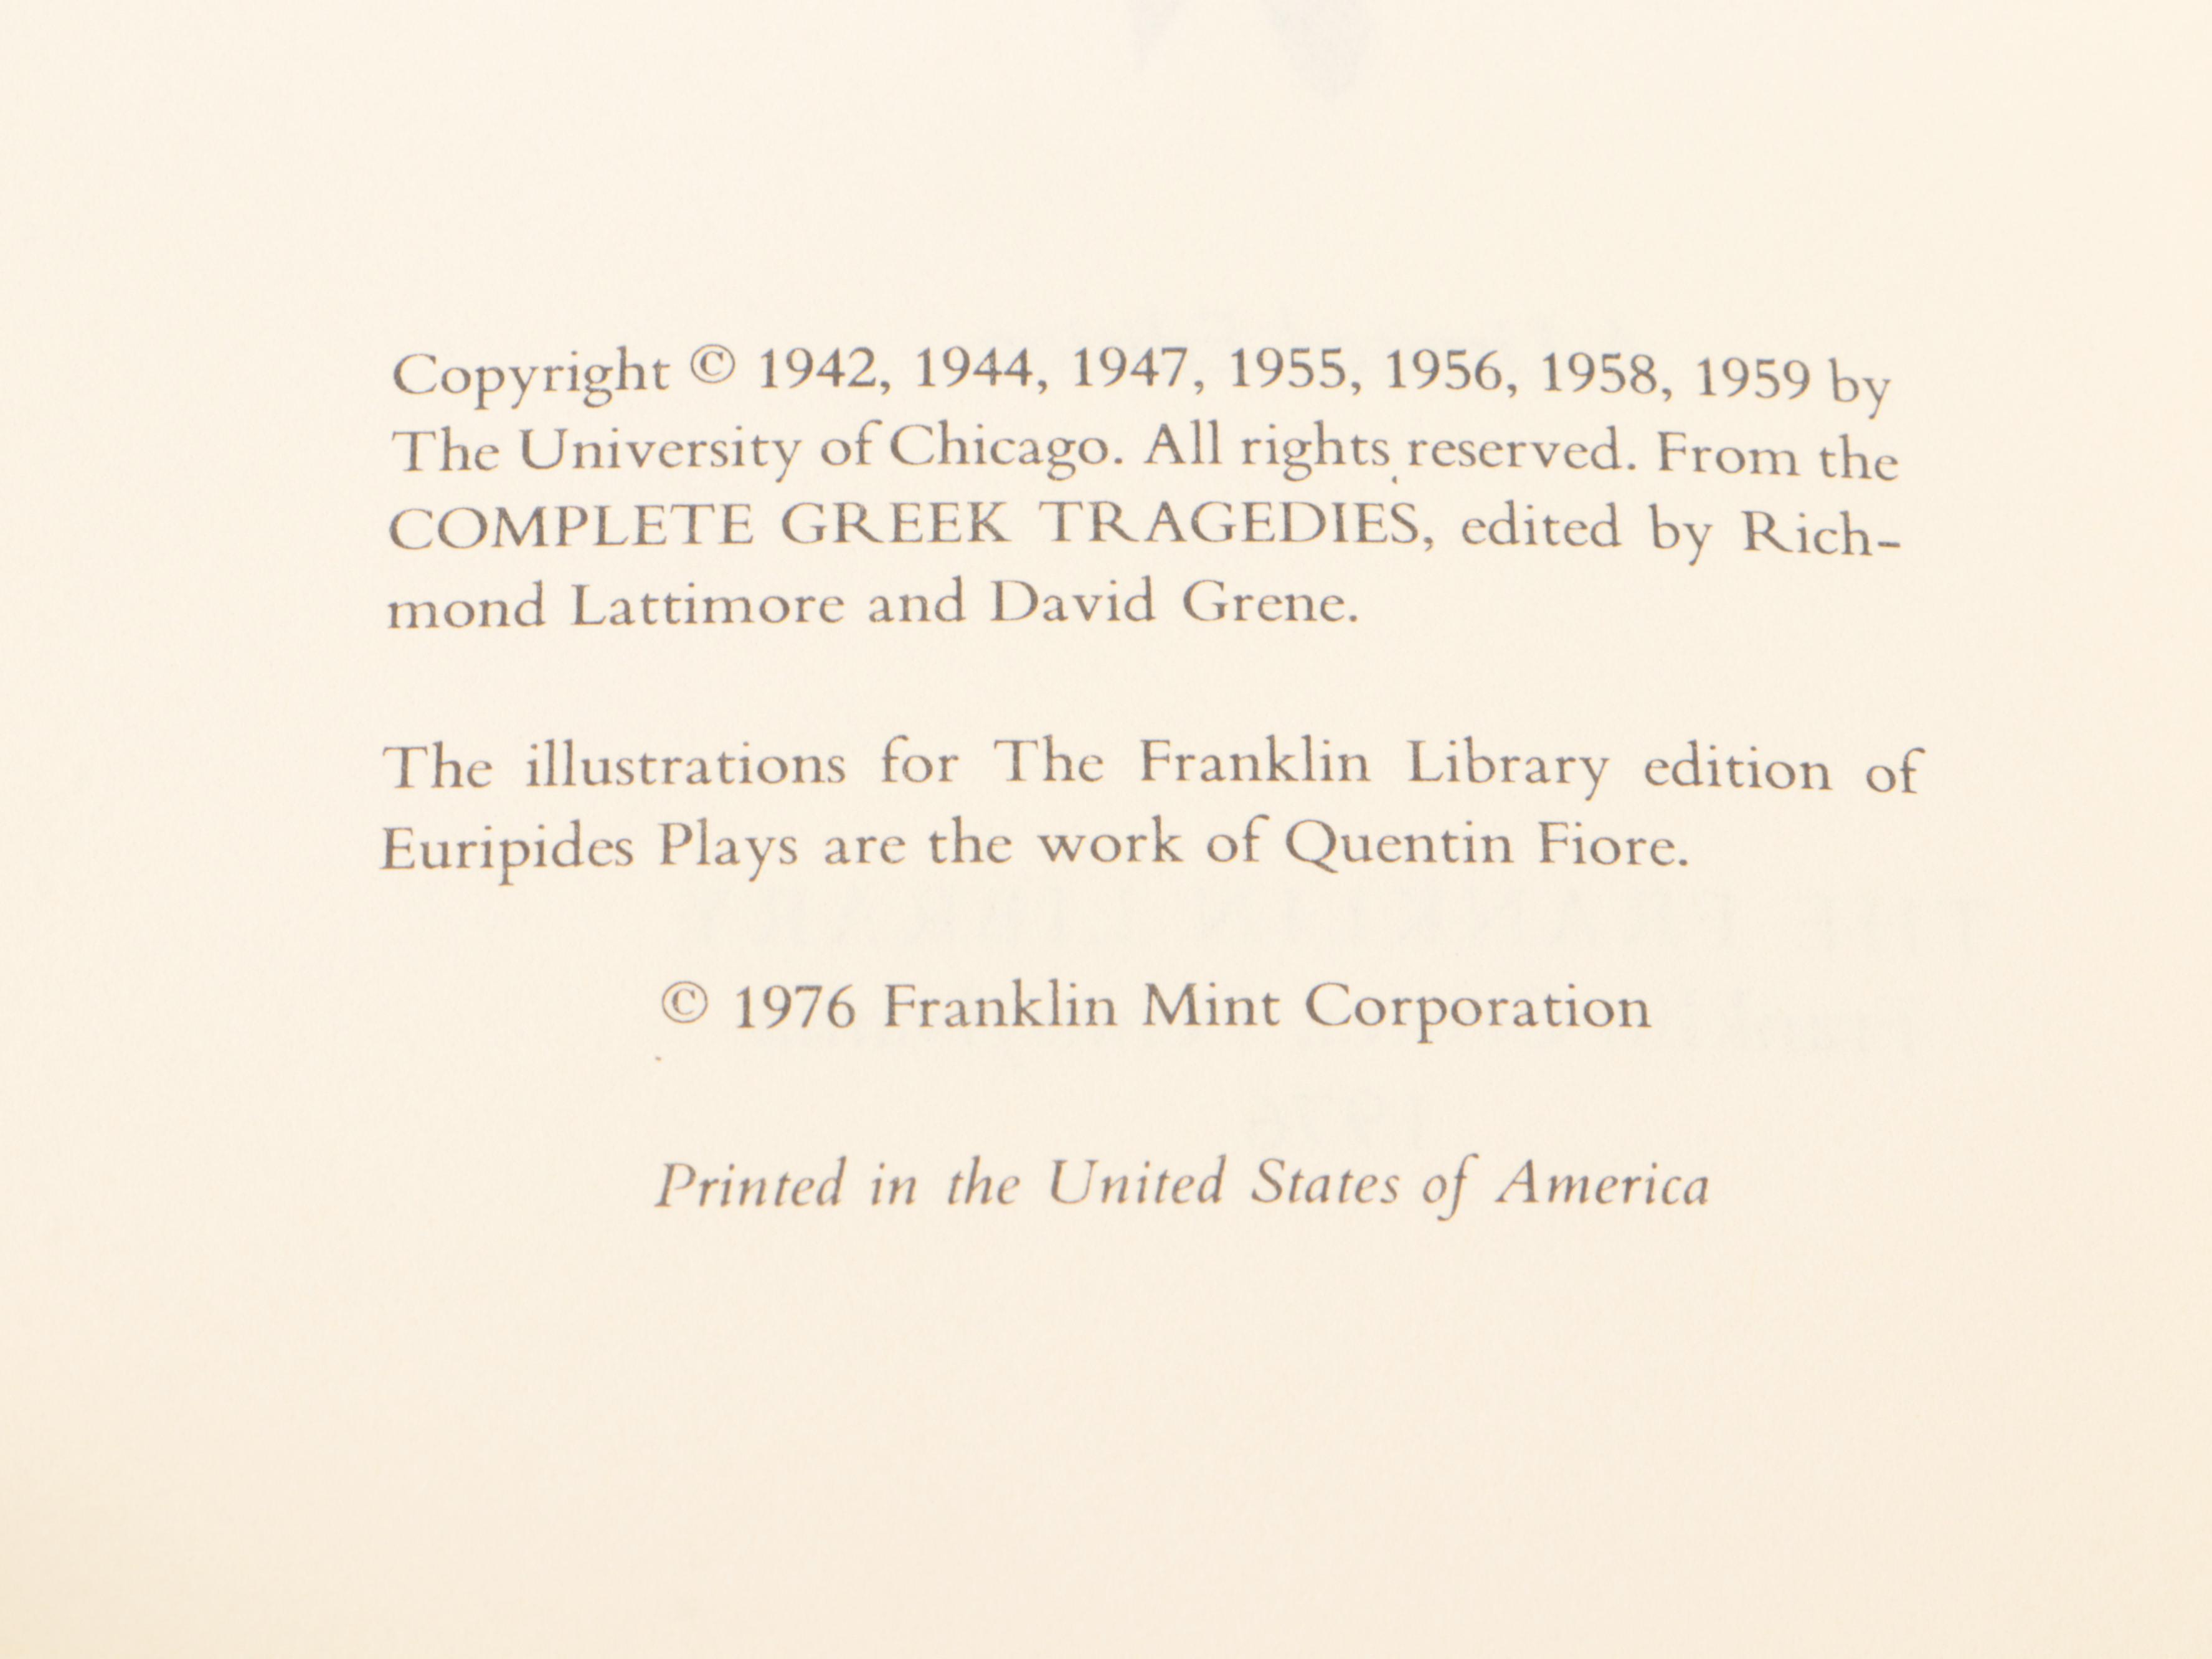 Copyright © 1942, 1944, 1947, 1955, 1956, 1958, 1959 by
The University of Chicago. All rights reserved. From the
COMPLETE GREEK TRAGEDIES, edited by Rich-
mond Lattimore and David Grene.
The illustrations for The Franklin Library edition of
Euripides Plays are the work of Quentin Fiore.
© 1976 Franklin Mint Corporation
Printed in the United States of America